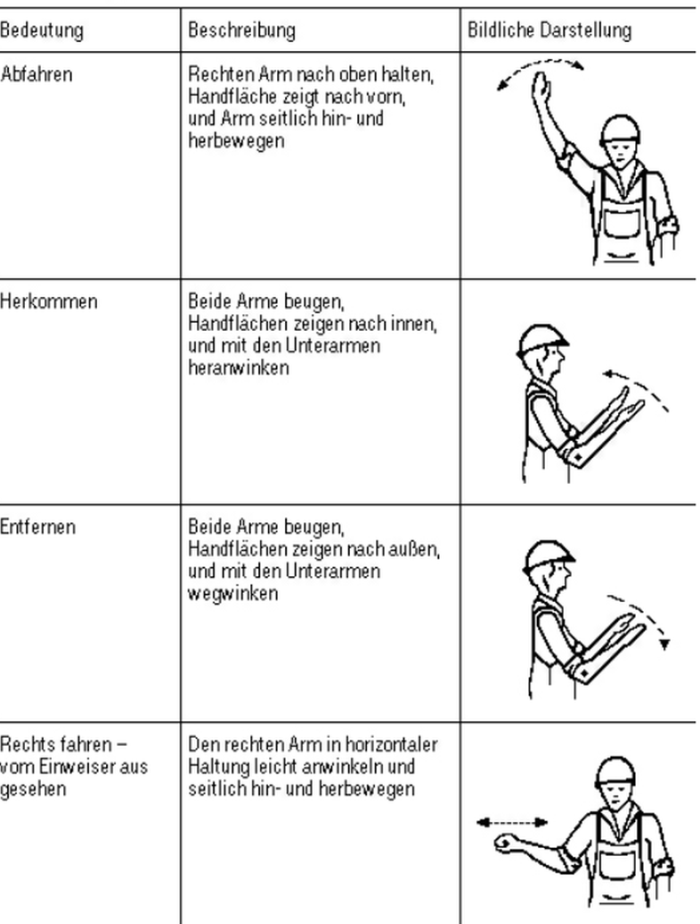 Bedeutung
Beschreibung
Bildliche Darstellung
Abfahren
Rechten Arm nach oben halten,
Handfläche zeigt nach vorn,
und Arm seitlich hin- und
herbewegen
Herkommen
Beide Arme beugen,
Handflächen zeigen nach innen,
und mit den Unterarmen
heranwinken
Entfernen
Beide Arme beugen,
Handflächen zeigen nach außen,
und mit den Unterarmen
wegwinken
Rechts fahren –
vom Einweiser aus
gesehen
Den rechten Arm in horizontaler
Haltung leicht anwinkeln und
seitlich hin- und herbewegen